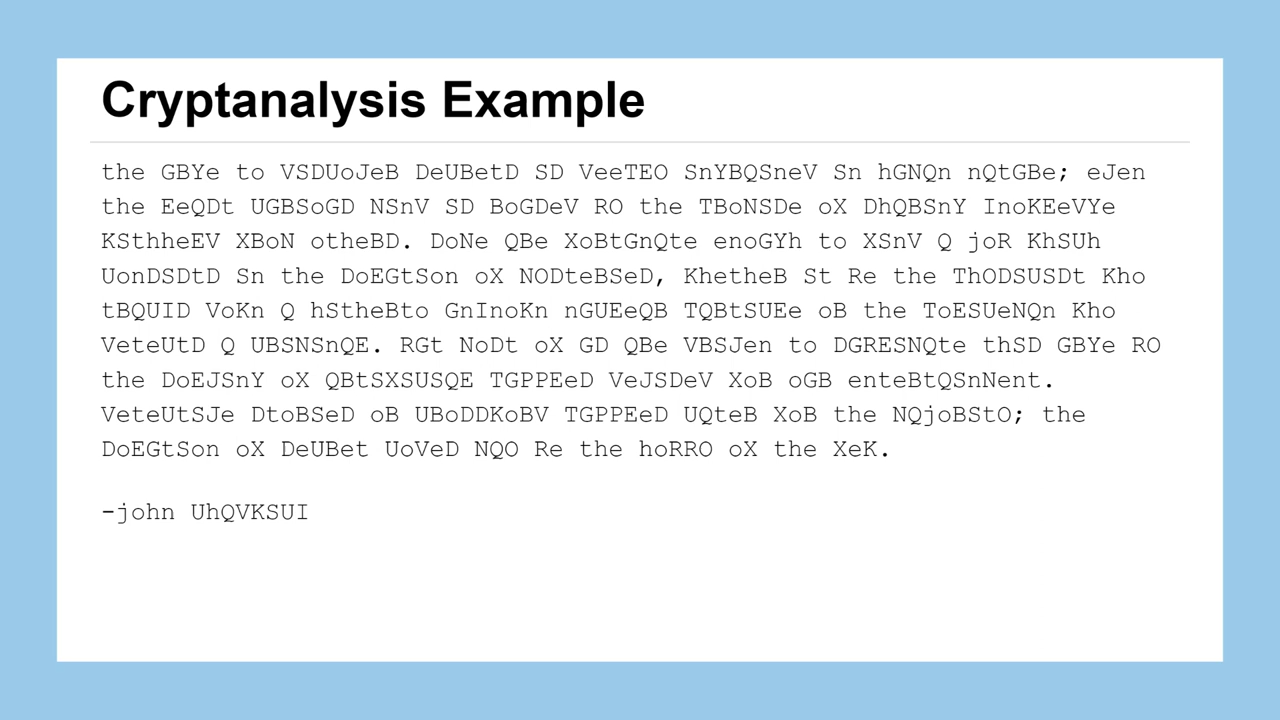 Cryptanalysis Example
the GBYe to VSDUoJeB DeUBetD SD VeeTEO SnYBQSneV Sn hGNQn nQtGBe; eJen
the EeQDt UGBSoGD NSnV SD BoGDeV RO the TBoNSDe oX DhQBSnY InoKEeVYe
KSthheEV XBoN otheBD. DoNe QBe XoBtGnQte enoGYh to XSnV Q joR KhSUh
UonDSDtD Sn the DoEGtSon oX NODteBSeD, KhetheB St Re the ThODSUSDt Kho
tBQUID VoKn Q hStheBto GnInoKn nGUEeQB TQBtSUEe oB the ToESUeNQn Kho
VeteUtD Q UBSNSnQE. RGt NoDt oX GD QBe VBSJen to DGRESNQte thSD GBYe RO
the DoEJSnY oX QBtSXSUSQE TGPPEeD VeJSDeV XoB oGB enteBtQSnNent.
VeteUtSJe DtoBSeD oB UBoDDKoBV TGPPEeD UQteB XoB the NQjoBStO; the
DoEGtSon oX DeUBet UoVeD NQO Re the hoRRO oX the XeK.
-john UhQVKSUI